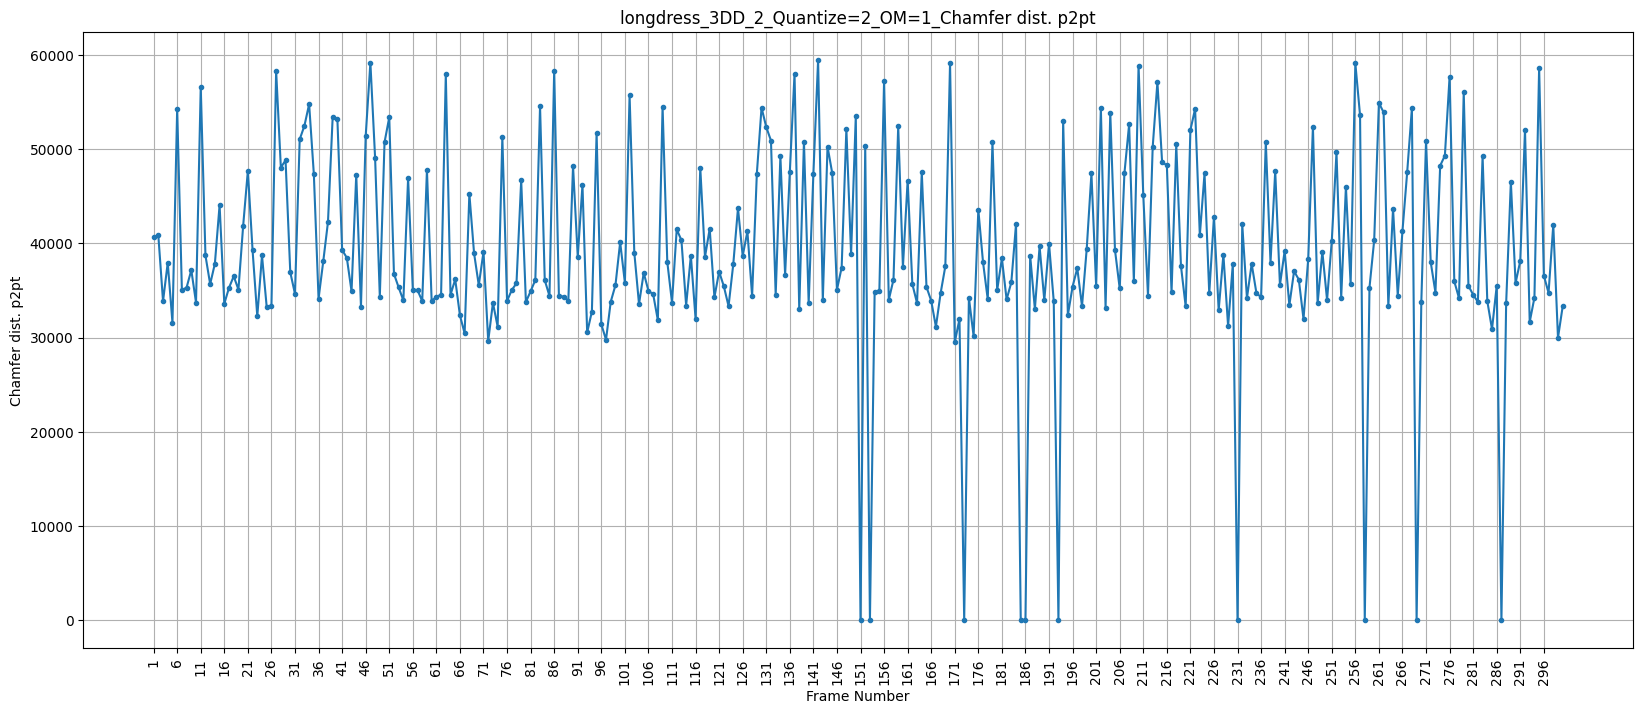 longdress_3DD_2_Quantize=2_OM=1_Chamfer dist. p2pt
Chamfer dist. p2pt
60000
50000
40000
30000
20000
10000
0
1 6 11 16 21 26 31 36 41 46 51 56 61 66 71 76 81 86 91 96 101 106 111 116 121 126 131 136 141 146 151 156 161 166 171 176 181 186 191 196 201 206 211 216 221 226 231 236 241 246 251 256 261 266 271 276 281 286 291 296
Frame Number